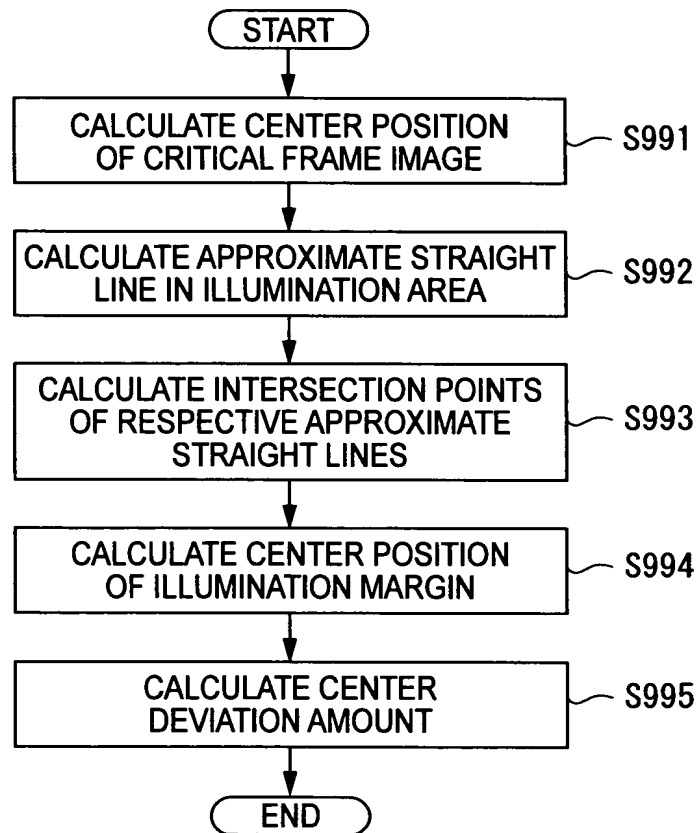 START
CALCULATE CENTER POSITION
OF CRITICAL FRAME IMAGE
S991
CALCULATE APPROXIMATE STRAIGHT
LINE IN ILLUMINATION AREA
S992
CALCULATE INTERSECTION POINTS
OF RESPECTIVE APPROXIMATE
STRAIGHT LINES
S993
CALCULATE CENTER POSITION
OF ILLUMINATION MARGIN
S994
CALCULATE CENTER
DEVIATION AMOUNT
S995
END